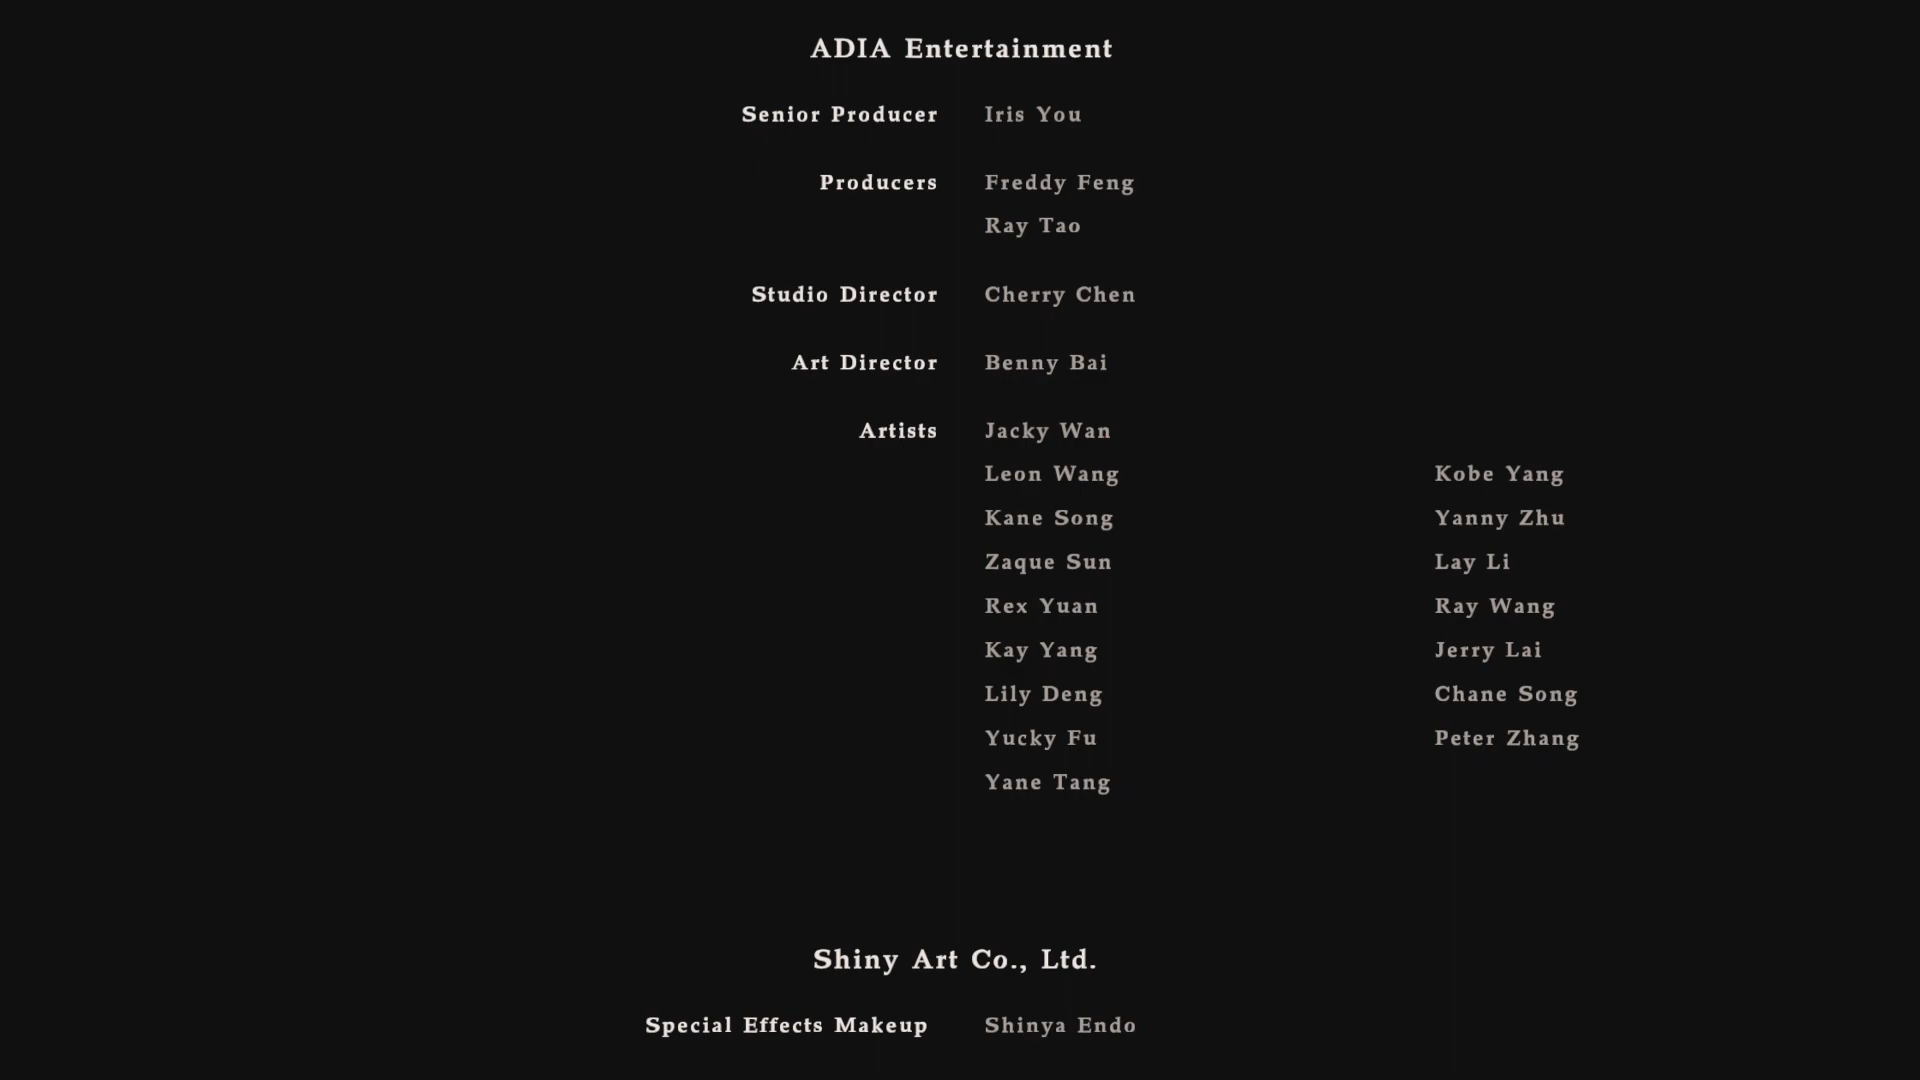 ADIA Entertainment
Senior Producer Iris You
Producers Freddy Feng
Ray Tao
Studio Director Cherry Chen
Art Director Benny Bai
Artists Jacky Wan
Leon Wang Kobe Yang
Kane Song Yanny Zhu
Zaque Sun Lay Li
Rex Yuan Ray Wang
Kay Yang Jerry Lai
Lily Deng Chane Song
Yucky Fu Peter Zhang
Yane Tang
Shiny Art Co., Ltd.
Special Effects Makeup Shinya Endo